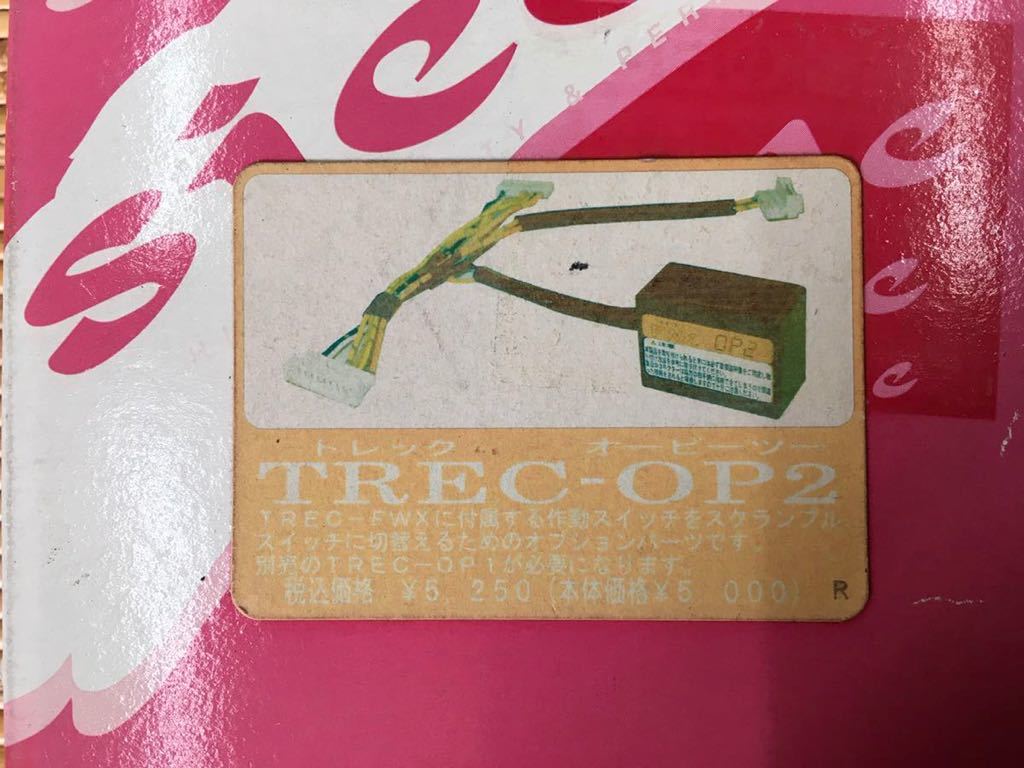 & PER
OP2
トレック オーピーツー
TREC-OP2
TREC-FWXに付属する作動スイッチをスクランブル
スイッチに切替えるためのオプションパーツです。
別売のTREC-OP1が必要になります。
税込価格 ¥5,250(本体価格¥5,000) R